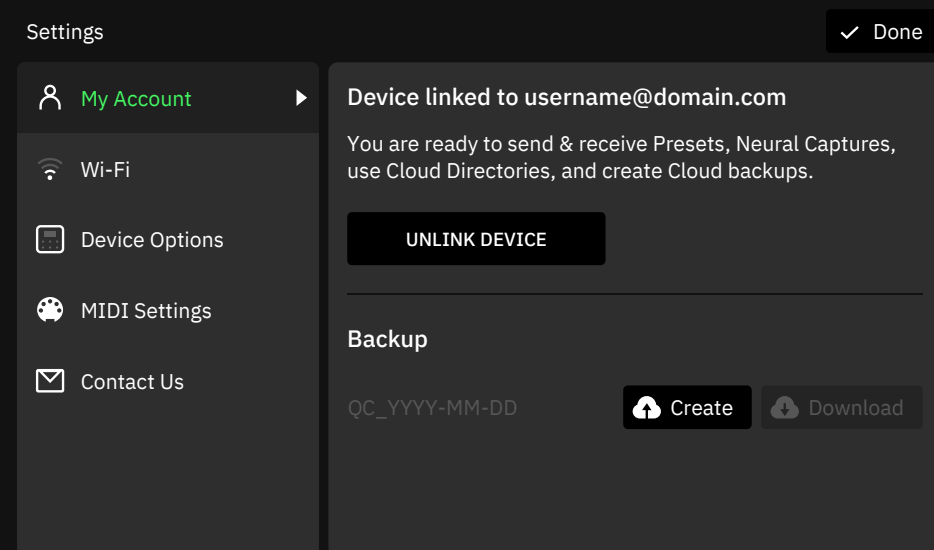 Settings
Done
My Account
Wi-Fi
Device Options
MIDI Settings
Contact Us
Device linked to username@domain.com
You are ready to send & receive Presets, Neural Captures,
use Cloud Directories, and create Cloud backups.
UNLINK DEVICE
Backup
QC_YYYY-MM-DD
Create
Download